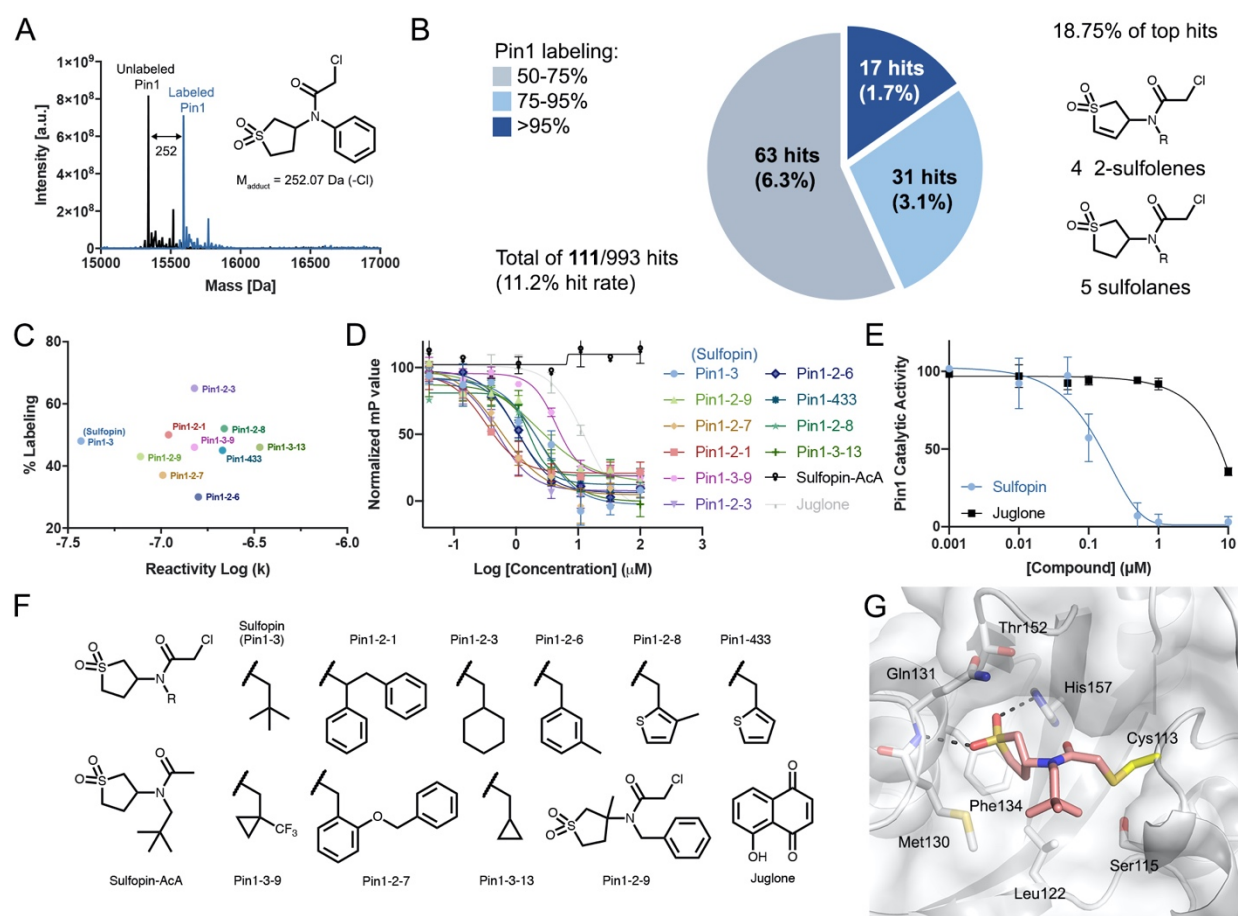 A
Intensity [a.u.]
1×10⁹
8×10⁸
6×10⁸
4×10⁸
2×10⁸
0
Unlabeled
Pin1
Labeled
Pin1
252
15000 15500 16000 16500 17000
Mass [Da]
Cl
O
N
O
O
S
M adduct = 252.07 Da (-Cl)
B
Pin1 labeling:
50-75%
75-95%
>95%
Total of 111/993 hits
(11.2% hit rate)
17 hits
(1.7%)
63 hits
(6.3%)
31 hits
(3.1%)
18.75% of top hits
Cl
O
O
O
S
N
R
4 2-sulfolenes
Cl
O
O
O
S
N
R
5 sulfolanes
C
% Labeling
80
60
40
20
Pin1-2-3
(Sulfopin)
Pin1-3
Pin1-2-1
Pin1-2-8
Pin1-3-9
Pin1-3-13
Pin1-2-9
Pin1-433
Pin1-2-7
Pin1-2-6
-7.5 -7.0 -6.5 -6.0
Reactivity Log (k)
D
Normalized mP value
100
50
0
-1 0 1 2 3
Log [Concentration] (μM)
(Sulfopin)
Pin1-3
Pin1-2-9
Pin1-2-7
Pin1-2-1
Pin1-3-9
Pin1-2-3
Pin1-2-6
Pin1-433
Pin1-2-8
Pin1-3-13
Sulfopin-AcA
Juglone
E
Pin1 Catalytic Activity
100
50
0
Sulfopin
Juglone
0.001 0.01 0.1 1 10
[Compound] (μM)
F
O
O
S
O
Cl
N
R
Sulfopin
(Pin1-3)
Pin1-2-1
Pin1-2-3
Pin1-2-6
Pin1-2-8
S
Pin1-433
S
O
O
S
O
N
Sulfopin-AcA
CF₃
Pin1-3-9
O
Pin1-2-7
Pin1-3-13
O
O
S
O
Cl
N
Pin1-2-9
O
OH O
Juglone
G
Thr152
Gln131
His157
Cys113
Phe134
Met130
Ser115
Leu122